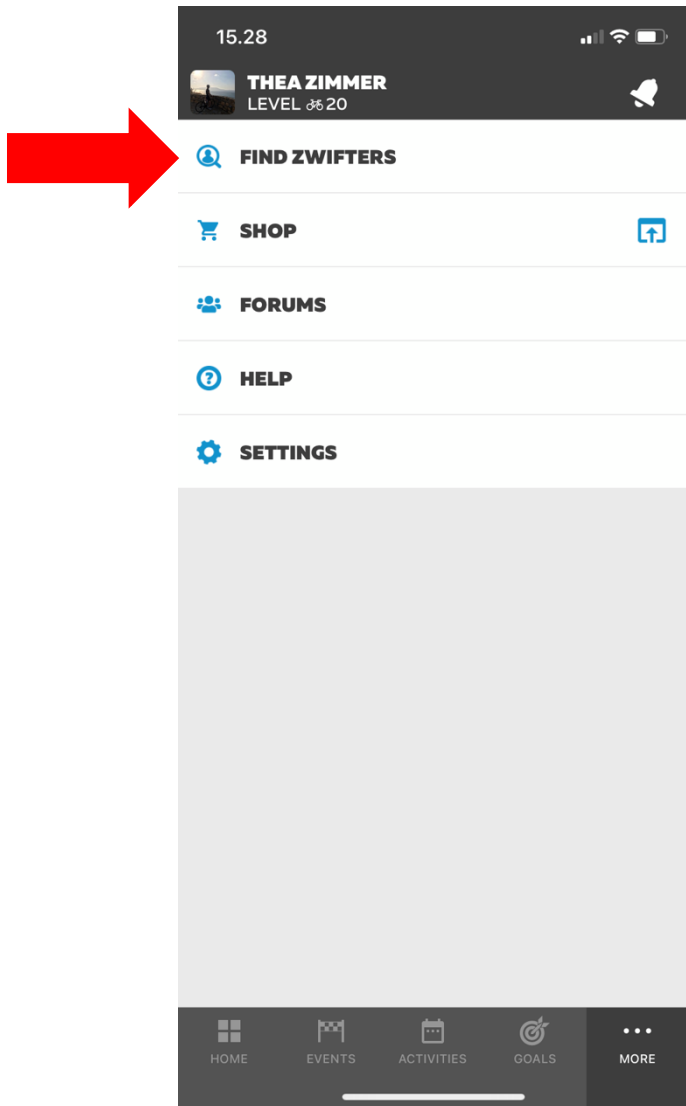 15.28
THEA ZIMMER
LEVEL 20
FIND ZWIFTERS
SHOP
FORUMS
HELP
SETTINGS
HOME EVENTS ACTIVITIES GOALS MORE